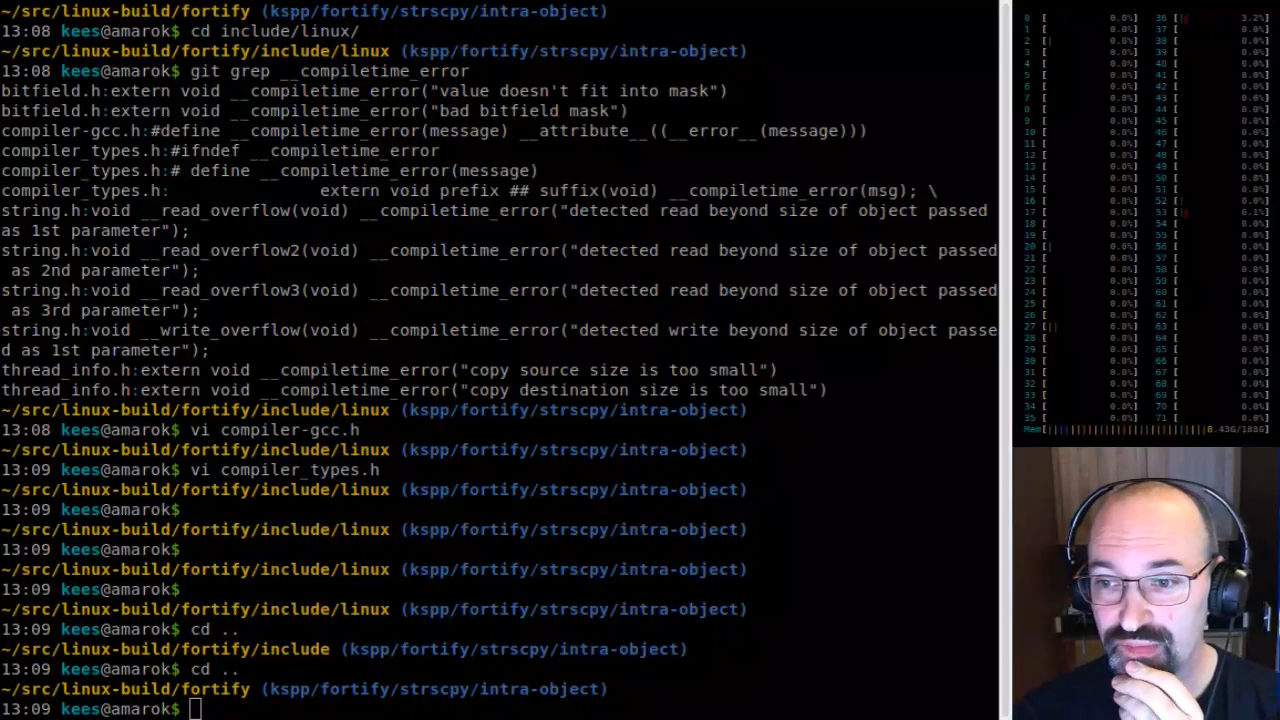 ~/src/linux-build/fortify (kspp/fortify/strscpy/intra-object)
13:08 kees@amarok$ cd include/linux/
~/src/linux-build/fortify/include/linux (kspp/fortify/strscpy/intra-object)
13:08 kees@amarok$ git grep __compiletime_error
bitfield.h:extern void __compiletime_error("value doesn't fit into mask")
bitfield.h:extern void __compiletime_error("bad bitfield mask")
compiler-gcc.h:#define __compiletime_error(message) __attribute__((__error__(message)))
compiler_types.h:#ifndef __compiletime_error
compiler_types.h:# define __compiletime_error(message)
compiler_types.h:               extern void prefix ## suffix(void) __compiletime_error(msg); \
string.h:void __read_overflow(void) __compiletime_error("detected read beyond size of object passed
as 1st parameter");
string.h:void __read_overflow2(void) __compiletime_error("detected read beyond size of object passed
 as 2nd parameter");
string.h:void __read_overflow3(void) __compiletime_error("detected read beyond size of object passed
 as 3rd parameter");
string.h:void __write_overflow(void) __compiletime_error("detected write beyond size of object passe
d as 1st parameter");
thread_info.h:extern void __compiletime_error("copy source size is too small")
thread_info.h:extern void __compiletime_error("copy destination size is too small")
~/src/linux-build/fortify/include/linux (kspp/fortify/strscpy/intra-object)
13:08 kees@amarok$ vi compiler-gcc.h
~/src/linux-build/fortify/include/linux (kspp/fortify/strscpy/intra-object)
13:09 kees@amarok$ vi compiler_types.h
~/src/linux-build/fortify/include/linux (kspp/fortify/strscpy/intra-object)
13:09 kees@amarok$
~/src/linux-build/fortify/include/linux (kspp/fortify/strscpy/intra-object)
13:09 kees@amarok$
~/src/linux-build/fortify/include/linux (kspp/fortify/strscpy/intra-object)
13:09 kees@amarok$
~/src/linux-build/fortify/include/linux (kspp/fortify/strscpy/intra-object)
13:09 kees@amarok$ cd ..
~/src/linux-build/fortify/include (kspp/fortify/strscpy/intra-object)
13:09 kees@amarok$ cd ..
~/src/linux-build/fortify (kspp/fortify/strscpy/intra-object)
13:09 kees@amarok$